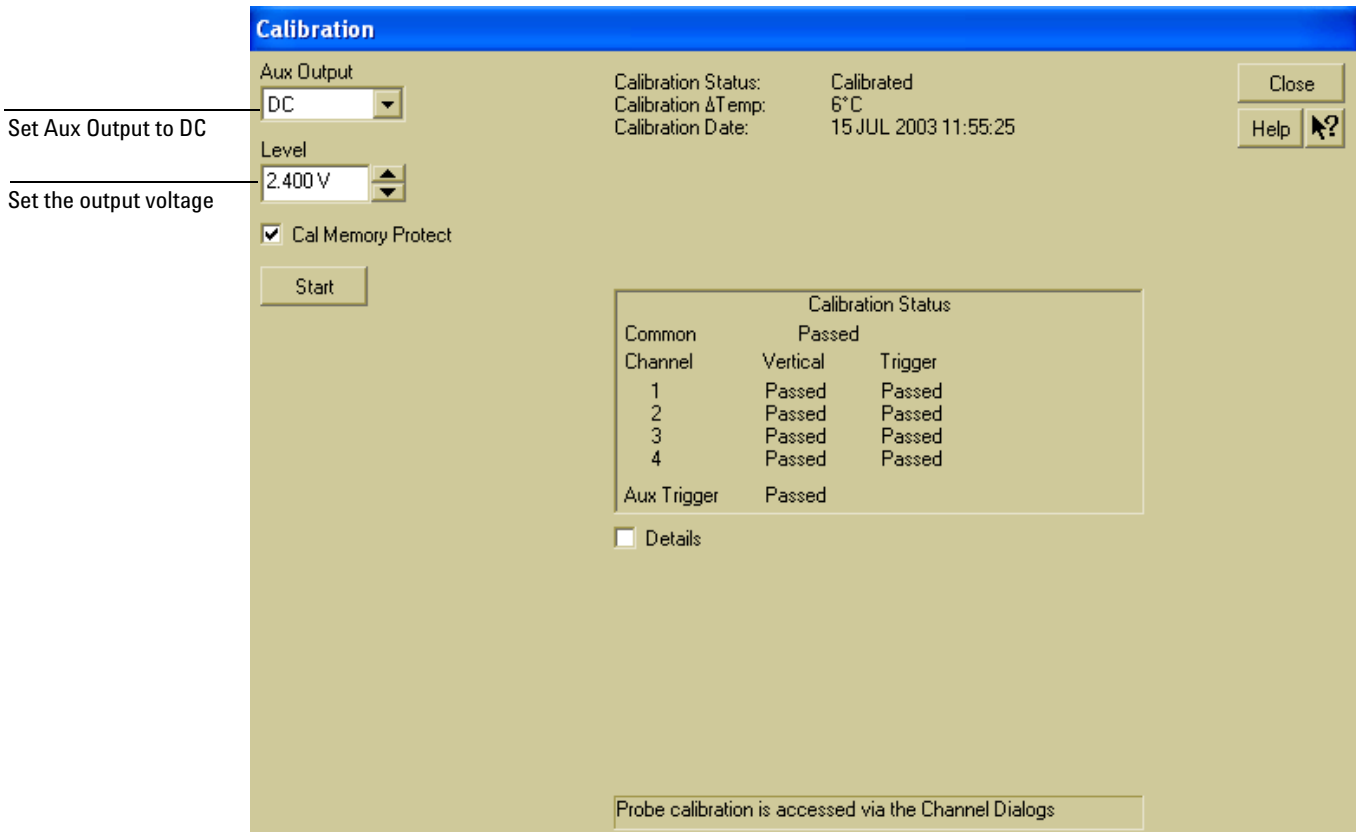 Calibration
Aux Output
DC
Set Aux Output to DC
Level
2.400 V
Set the output voltage
Cal Memory Protect
Start
Calibration Status: Calibrated
Calibration ΔTemp: 6°C
Calibration Date: 15 JUL 2003 11:55:25
Close
Help
?
Calibration Status
Common Passed
Channel Vertical Trigger
1 Passed Passed
2 Passed Passed
3 Passed Passed
4 Passed Passed
Aux Trigger Passed
Details
Probe calibration is accessed via the Channel Dialogs